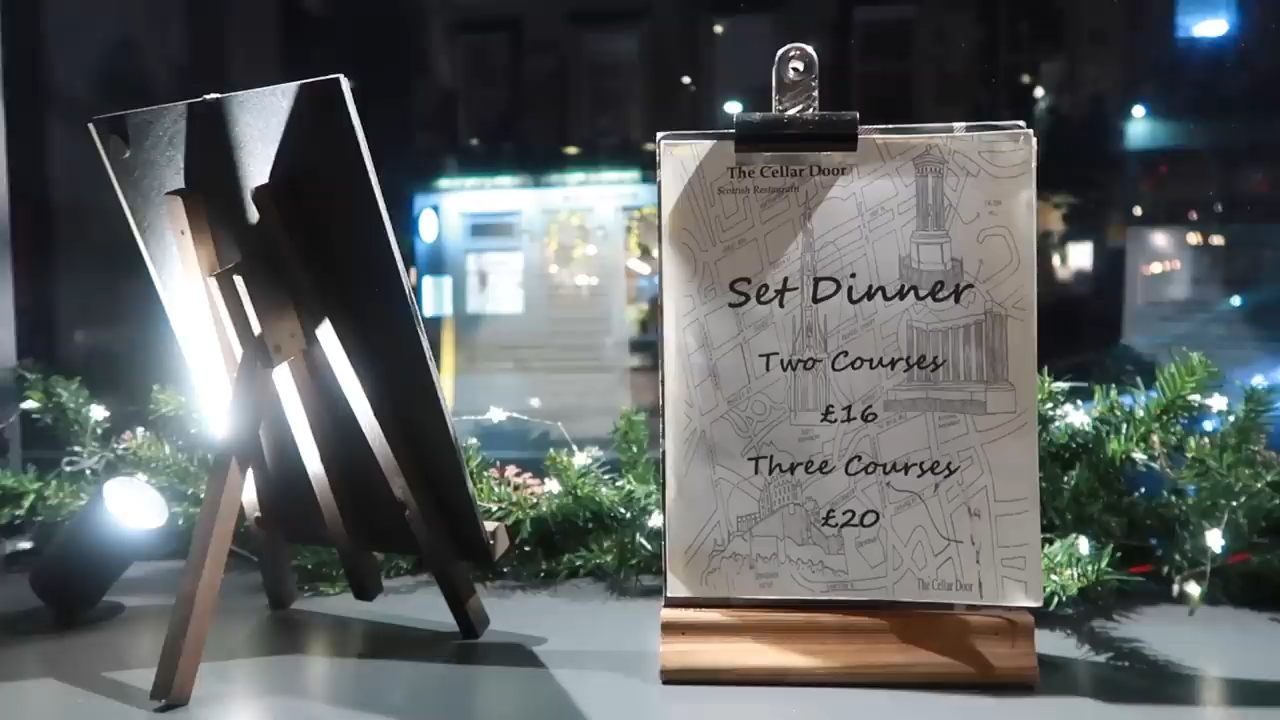 The Cellar Door
Scottish Restaurant
Set Dinner
Two Courses
£16
Three Courses
£20
The Cellar Door